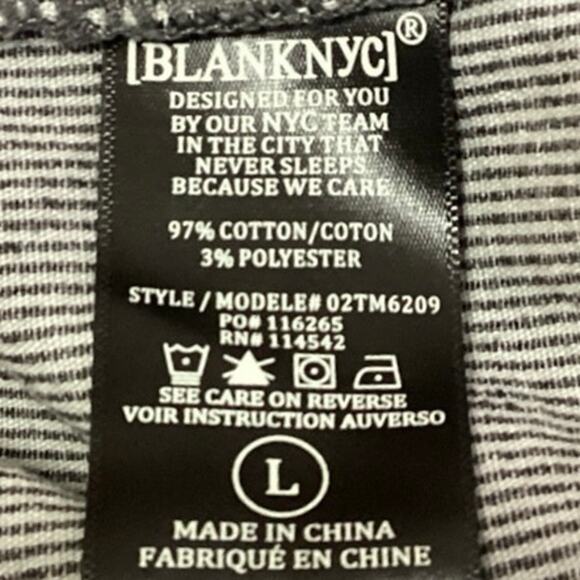 [BLANKNYC]®
DESIGNED FOR YOU
BY OUR NYC TEAM
IN THE CITY THAT
NEVER SLEEPS
BECAUSE WE CARE
97% COTTON/COTON
3% POLYESTER
STYLE / MODELE# 02TM6209
PO# 116265
RN# 114542
SEE CARE ON REVERSE
VOIR INSTRUCTION AUVERSO
L
MADE IN CHINA
FABRIQUÉ EN CHINE